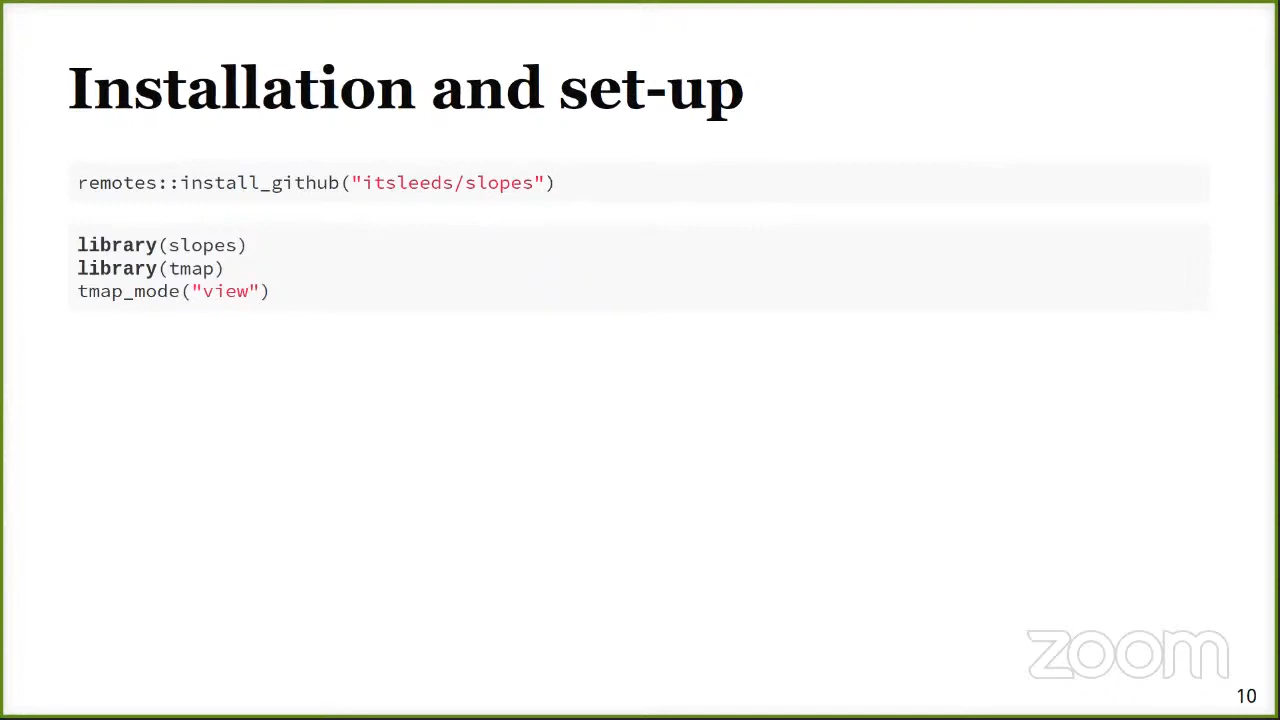 Installation and set-up
remotes::install_github("itsleeds/slopes")
library(slopes)
library(tmap)
tmap_mode("view")
zoom
10